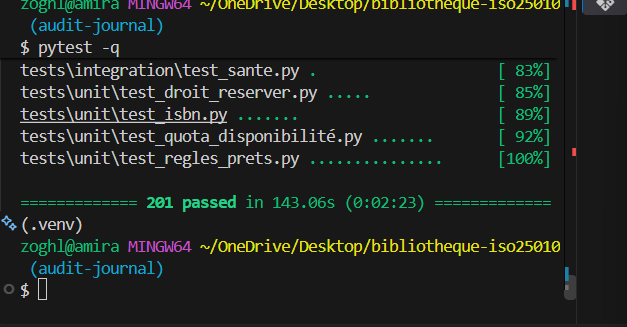 zoghl@amira MINGW64 ~/OneDrive/Desktop/bibliotheque-iso25010
(audit-journal)
$ pytest -q
tests\integration\test_sante.py . [ 83%]
tests\unit\test_droit_reserver.py ..... [ 85%]
tests\unit\test_isbn.py ....... [ 89%]
tests\unit\test_quota_disponibilité.py ....... [ 92%]
tests\unit\test_regles_prets.py ............... [100%]
============= 201 passed in 143.06s (0:02:23) =============
(.venv)
zoghl@amira MINGW64 ~/OneDrive/Desktop/bibliotheque-iso25010
(audit-journal)
$